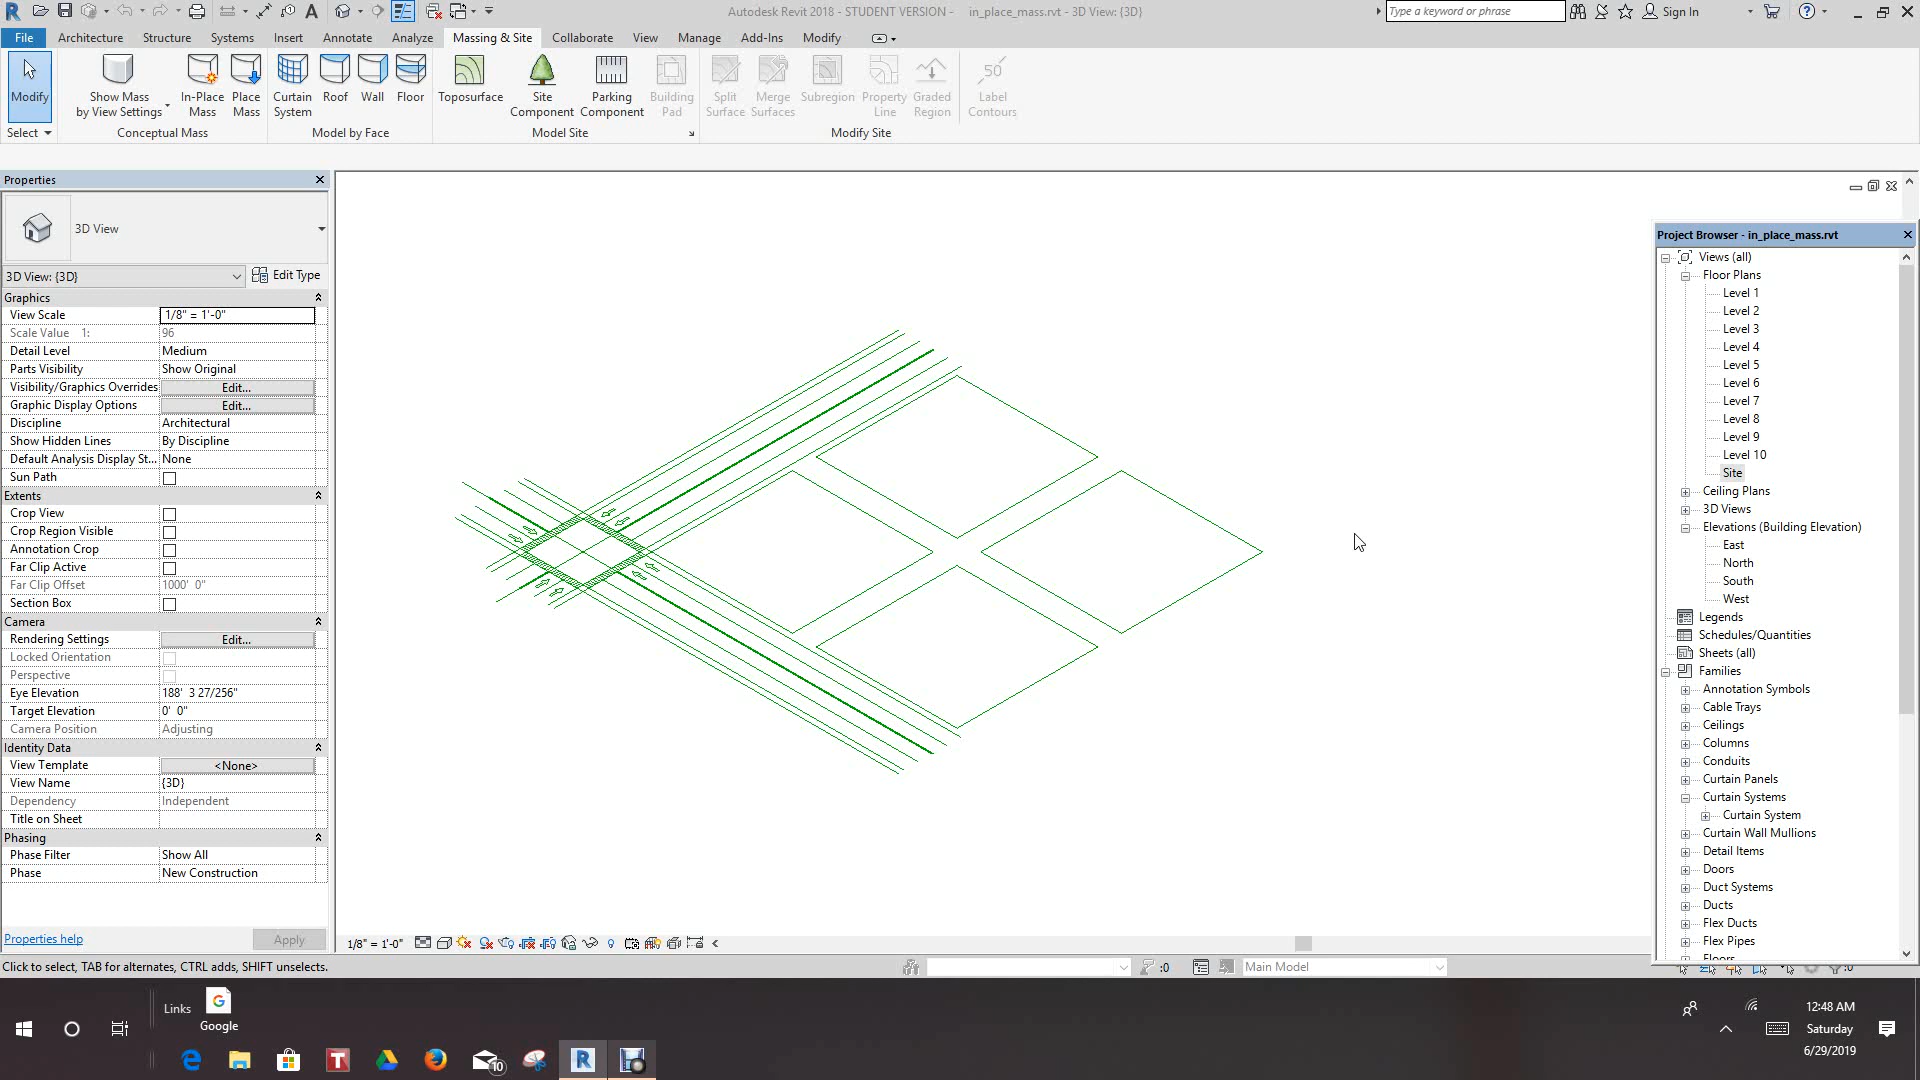 Autodesk Revit 2018 - STUDENT VERSION - in_place_mass.rvt - 3D View: {3D}
Type a keyword or phrase
Sign In
File Architecture Structure Systems Insert Annotate Analyze Massing & Site Collaborate View Manage Add-Ins Modify
Modify
Show Mass
by View Settings
In-Place
Mass
Place
Mass
Curtain
System
Roof
Wall
Floor
Toposurface
Site
Component
Parking
Component
Building
Pad
Split
Surface
Merge
Surfaces
Subregion
Property
Line
Graded
Region
50
Label
Contours
Select
Conceptual Mass
Model by Face
Model Site
Modify Site
Properties
3D View
3D View: {3D}
Edit Type
Graphics
View Scale 1/8" = 1'-0"
Scale Value 1: 96
Detail Level Medium
Parts Visibility Show Original
Visibility/Graphics Overrides Edit...
Graphic Display Options Edit...
Discipline Architectural
Show Hidden Lines By Discipline
Default Analysis Display St... None
Sun Path
Extents
Crop View
Crop Region Visible
Annotation Crop
Far Clip Active
Far Clip Offset 1000' 0"
Section Box
Camera
Rendering Settings Edit...
Locked Orientation
Perspective
Eye Elevation 188' 3 27/256"
Target Elevation 0' 0"
Camera Position Adjusting
Identity Data
View Template <None>
View Name {3D}
Dependency Independent
Title on Sheet
Phasing
Phase Filter Show All
Phase New Construction
Properties help
Apply
Project Browser - in_place_mass.rvt
Views (all)
Floor Plans
Level 1
Level 2
Level 3
Level 4
Level 5
Level 6
Level 7
Level 8
Level 9
Level 10
Site
Ceiling Plans
3D Views
Elevations (Building Elevation)
East
North
South
West
Legends
Schedules/Quantities
Sheets (all)
Families
Annotation Symbols
Cable Trays
Ceilings
Columns
Conduits
Curtain Panels
Curtain Systems
Curtain System
Curtain Wall Mullions
Detail Items
Doors
Duct Systems
Ducts
Flex Ducts
Flex Pipes
Floors
1/8" = 1'-0"
Click to select, TAB for alternates, CTRL adds, SHIFT unselects.
:0
Main Model
:0
Links
Google
10
12:48 AM
Saturday
6/29/2019